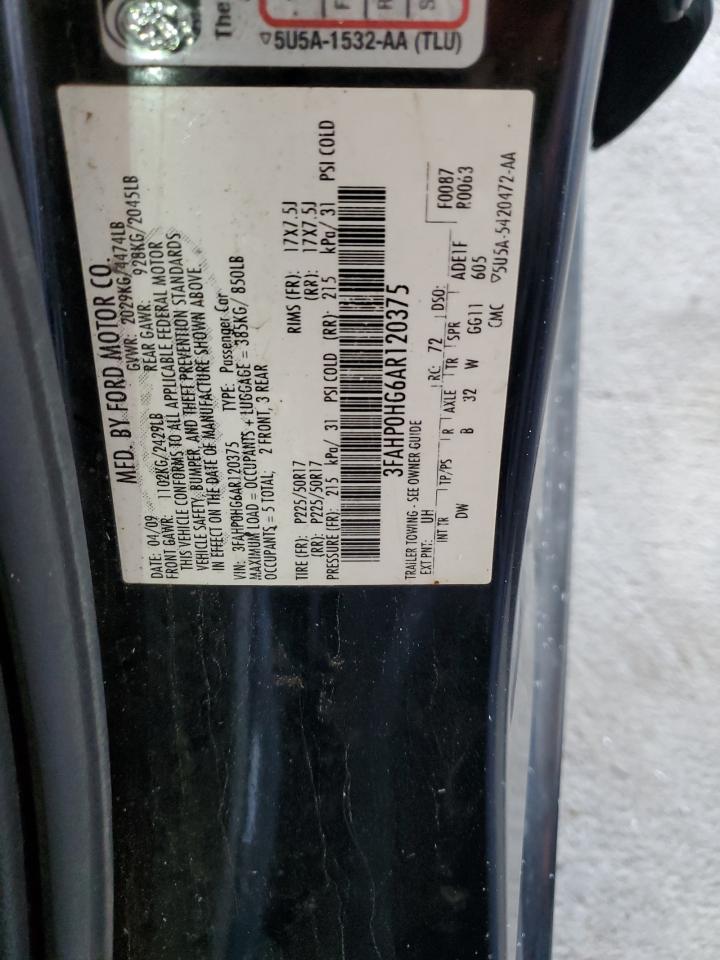 The
F
R
S
▽5U5A-1532-AA (TLU)
MFD. BY FORD MOTOR CO.
DATE: 04/09 GVWR: 2029KG/4474LB
FRONT GAWR: 1102KG/2429LB REAR GAWR: 928KG/2045LB
THIS VEHICLE CONFORMS TO ALL APPLICABLE FEDERAL MOTOR
VEHICLE SAFETY, BUMPER, AND THEFT PREVENTION STANDARDS
IN EFFECT ON THE DATE OF MANUFACTURE SHOWN ABOVE.
VIN: 3FAHP0HG6AR120375 TYPE: Passenger Car
MAXIMUM LOAD = OCCUPANTS + LUGGAGE = 385KG/ 850LB
OCCUPANTS = 5 TOTAL; 2 FRONT, 3 REAR
TIRE (FR): P225/50R17 RIMS (FR): 17X7.5J
(RR): P225/50R17 (RR): 17X7.5J
PRESSURE (FR): 215 kPa/ 31 PSI COLD (RR): 215 kPa/ 31 PSI COLD
3FAHP0HG6AR120375
TRAILER TOWING - SEE OWNER GUIDE
EXT PNT: UH RC: 72 DSO: F0087
INT TR TP/PS R AXLE TR SPR ADE1F R0063
DW B 32 W GG11 605
CMC ▽5U5A-5420472-AA